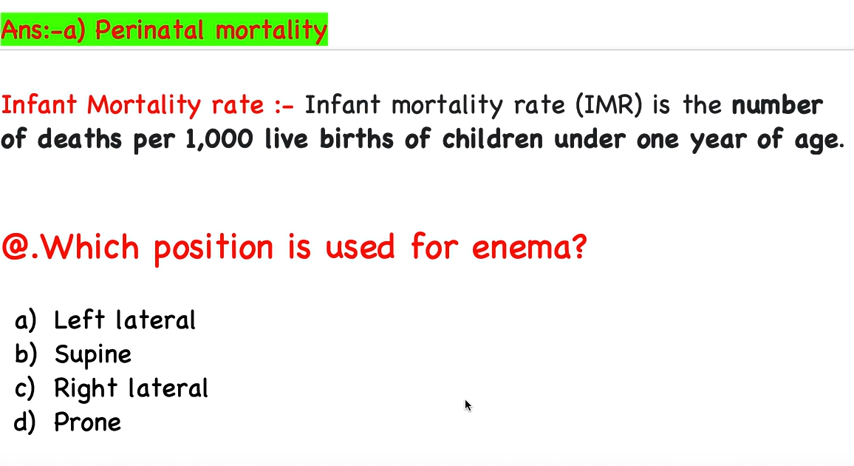 Ans:-a) Perinatal mortality
Infant Mortality rate :- Infant mortality rate (IMR) is the number
of deaths per 1,000 live births of children under one year of age.
@.Which position is used for enema?
a) Left lateral
b) Supine
c) Right lateral
d) Prone